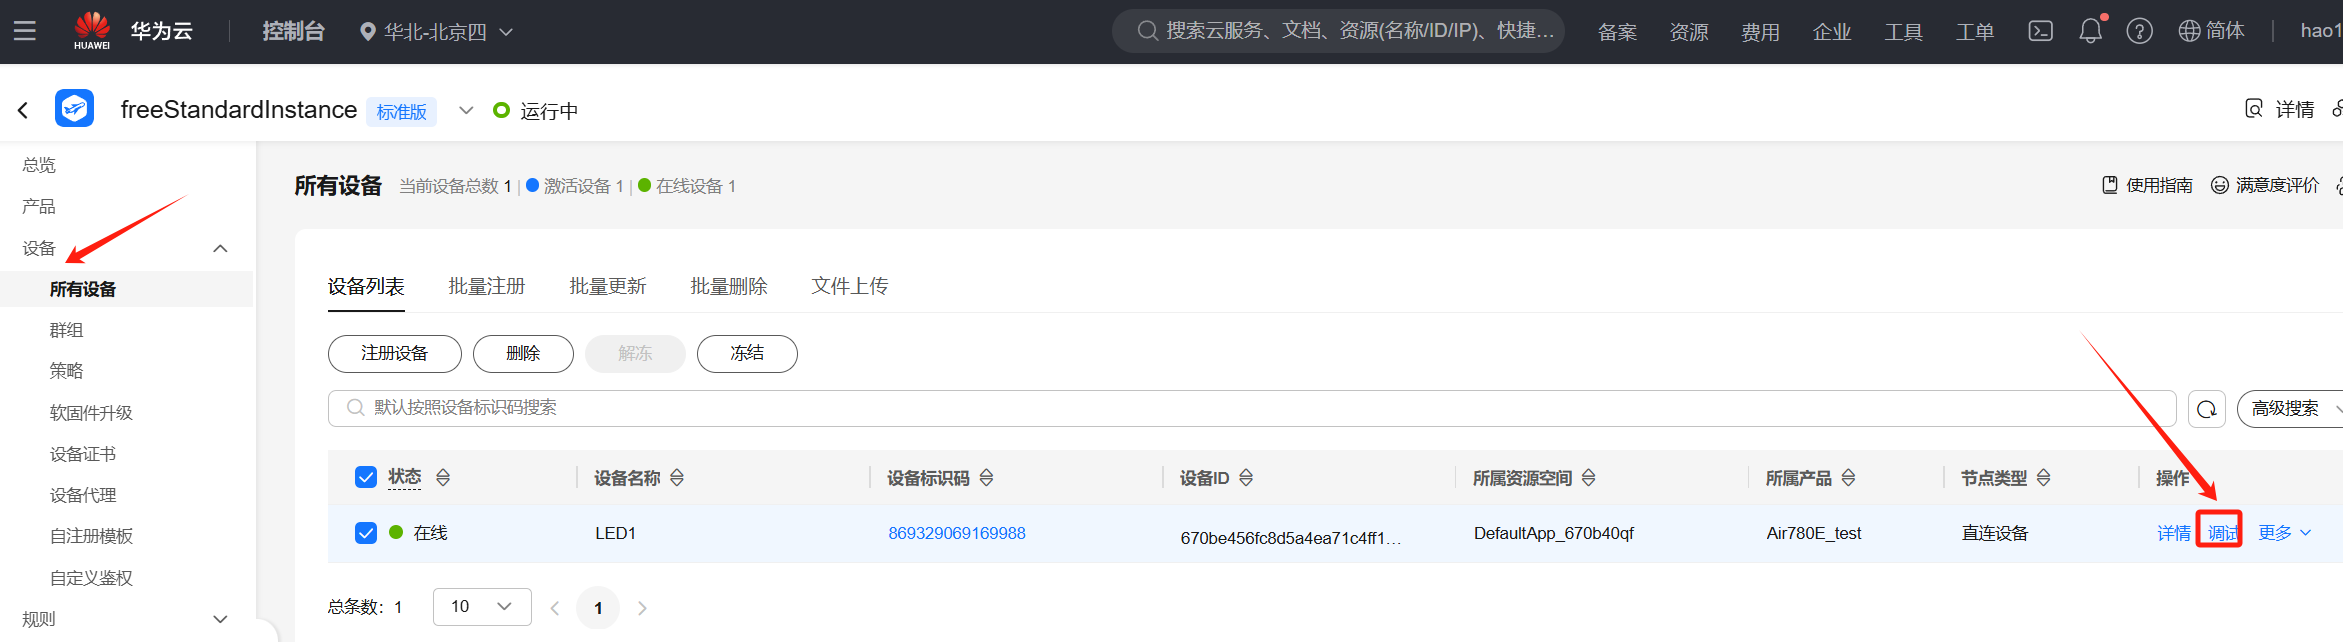 HUAWEI 华为云 控制台 华北-北京四 搜索云服务、文档、资源(名称/ID/IP)、快捷... 备案 资源 费用 企业 工具 工单 简体 hao1
freeStandardInstance 标准版 运行中 详情
总览
产品
设备
所有设备
群组
策略
软固件升级
设备证书
设备代理
自注册模板
自定义鉴权
规则
所有设备 当前设备总数 1 | 激活设备 1 | 在线设备 1 使用指南 满意度评价
设备列表 批量注册 批量更新 批量删除 文件上传
注册设备 删除 解冻 冻结
默认按照设备标识码搜索 高级搜索
状态 设备名称 设备标识码 设备ID 所属资源空间 所属产品 节点类型 操作
在线 LED1 869329069169988 670be456fc8d5a4ea71c4ff1... DefaultApp_670b40qf Air780E_test 直连设备 详情 调试 更多
总条数：1 10 1